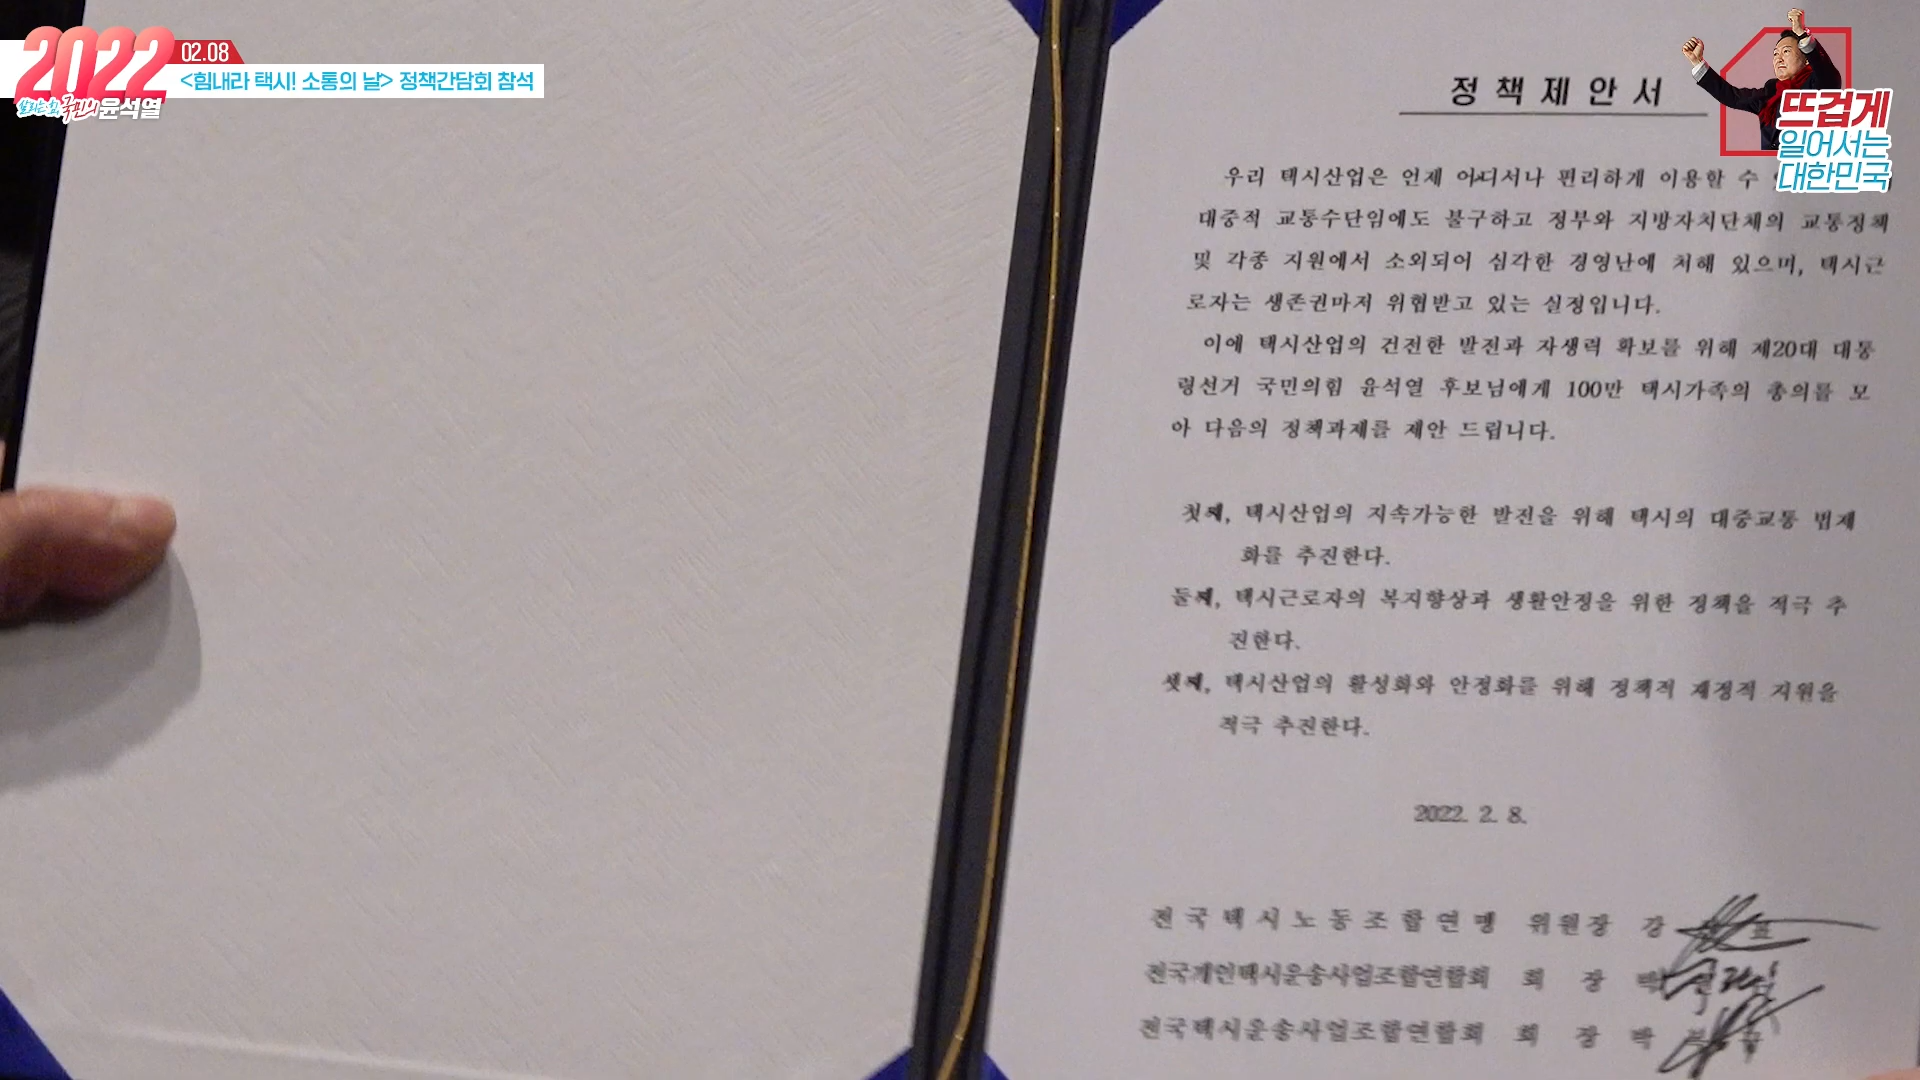 2022
02.08
<힘내라 택시! 소통의 날> 정책간담회 참석
국민의 윤석열
뜨겁게
일어서는
대한민국
정책제안서
우리 택시산업은 언제 어디서나 편리하게 이용할 수
대중적 교통수단임에도 불구하고 정부와 지방자치단체의 교통정책
및 각종 지원에서 소외되어 심각한 경영난에 처해 있으며, 택시근
로자는 생존권마저 위협받고 있는 실정입니다.
이에 택시산업의 건전한 발전과 자생력 확보를 위해 제20대 대통
령선거 국민의힘 윤석열 후보님에게 100만 택시가족의 총의를 모
아 다음의 정책과제를 제안 드립니다.
첫째, 택시산업의 지속가능한 발전을 위해 택시의 대중교통 법제
화를 추진한다.
둘째, 택시근로자의 복지향상과 생활안정을 위한 정책을 적극 추
진한다.
셋째, 택시산업의 활성화와 안정화를 위해 정책적 재정적 지원을
적극 추진한다.
2022. 2. 8.
전국택시노동조합연맹 위원장 강
전국개인택시운송사업조합연합회 회 장 박
전국택시운송사업조합연합회 회 장 박